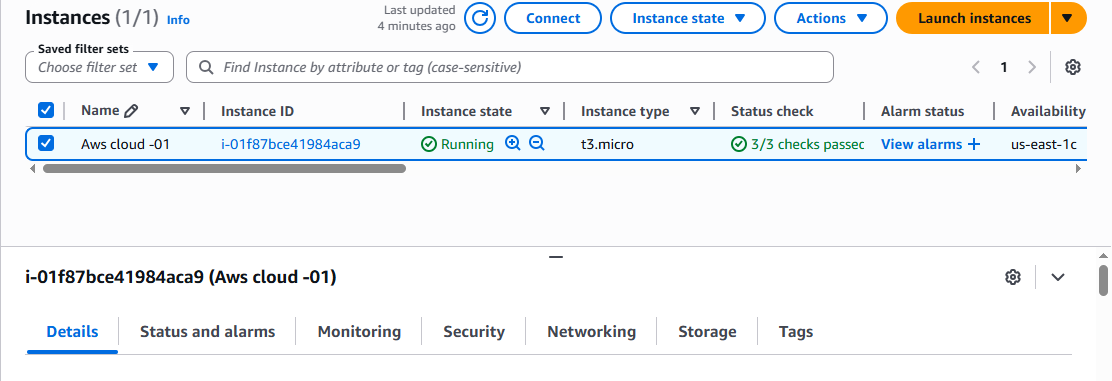 Instances (1/1) Info
Last updated
4 minutes ago
Connect
Instance state
Actions
Launch instances
Saved filter sets
Choose filter set
Find Instance by attribute or tag (case-sensitive)
1
Name Instance ID Instance state Instance type Status check Alarm status Availability
Aws cloud -01 i-01f87bce41984aca9 Running t3.micro 3/3 checks passec View alarms + us-east-1c
i-01f87bce41984aca9 (Aws cloud -01)
Details Status and alarms Monitoring Security Networking Storage Tags